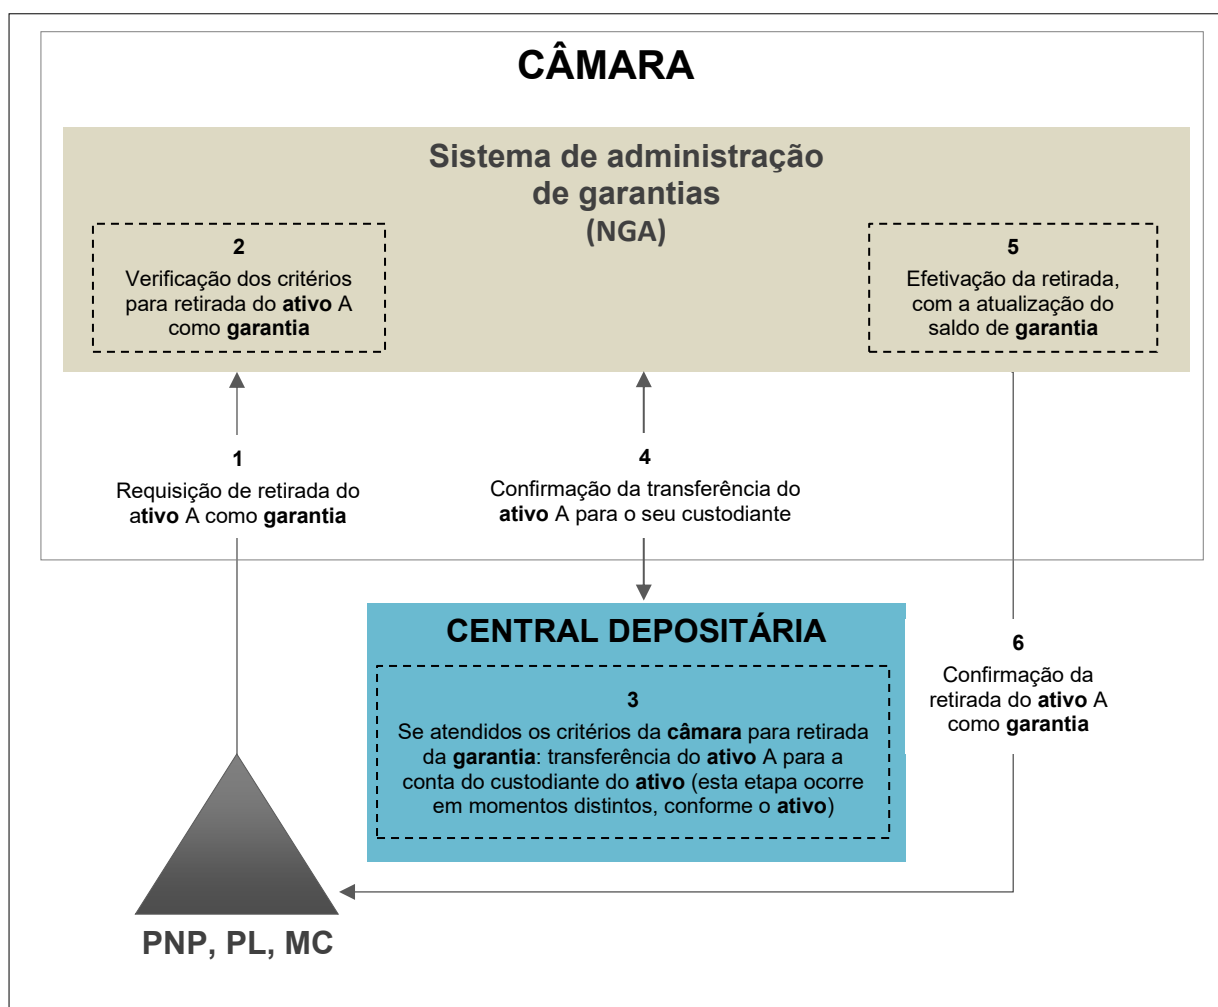 CÂMARA
Sistema de administração
de garantias
(NGA)
2
Verificação dos critérios
para retirada do ativo A
como garantia
5
Efetivação da retirada,
com a atualização do
saldo de garantia
1
Requisição de retirada do
ativo A como garantia
4
Confirmação da transferência do
ativo A para o seu custodiante
CENTRAL DEPOSITÁRIA
3
Se atendidos os critérios da câmara para retirada
da garantia: transferência do ativo A para a
conta do custodiante do ativo (esta etapa ocorre
em momentos distintos, conforme o ativo)
6
Confirmação da
retirada do ativo A
como garantia
PNP, PL, MC